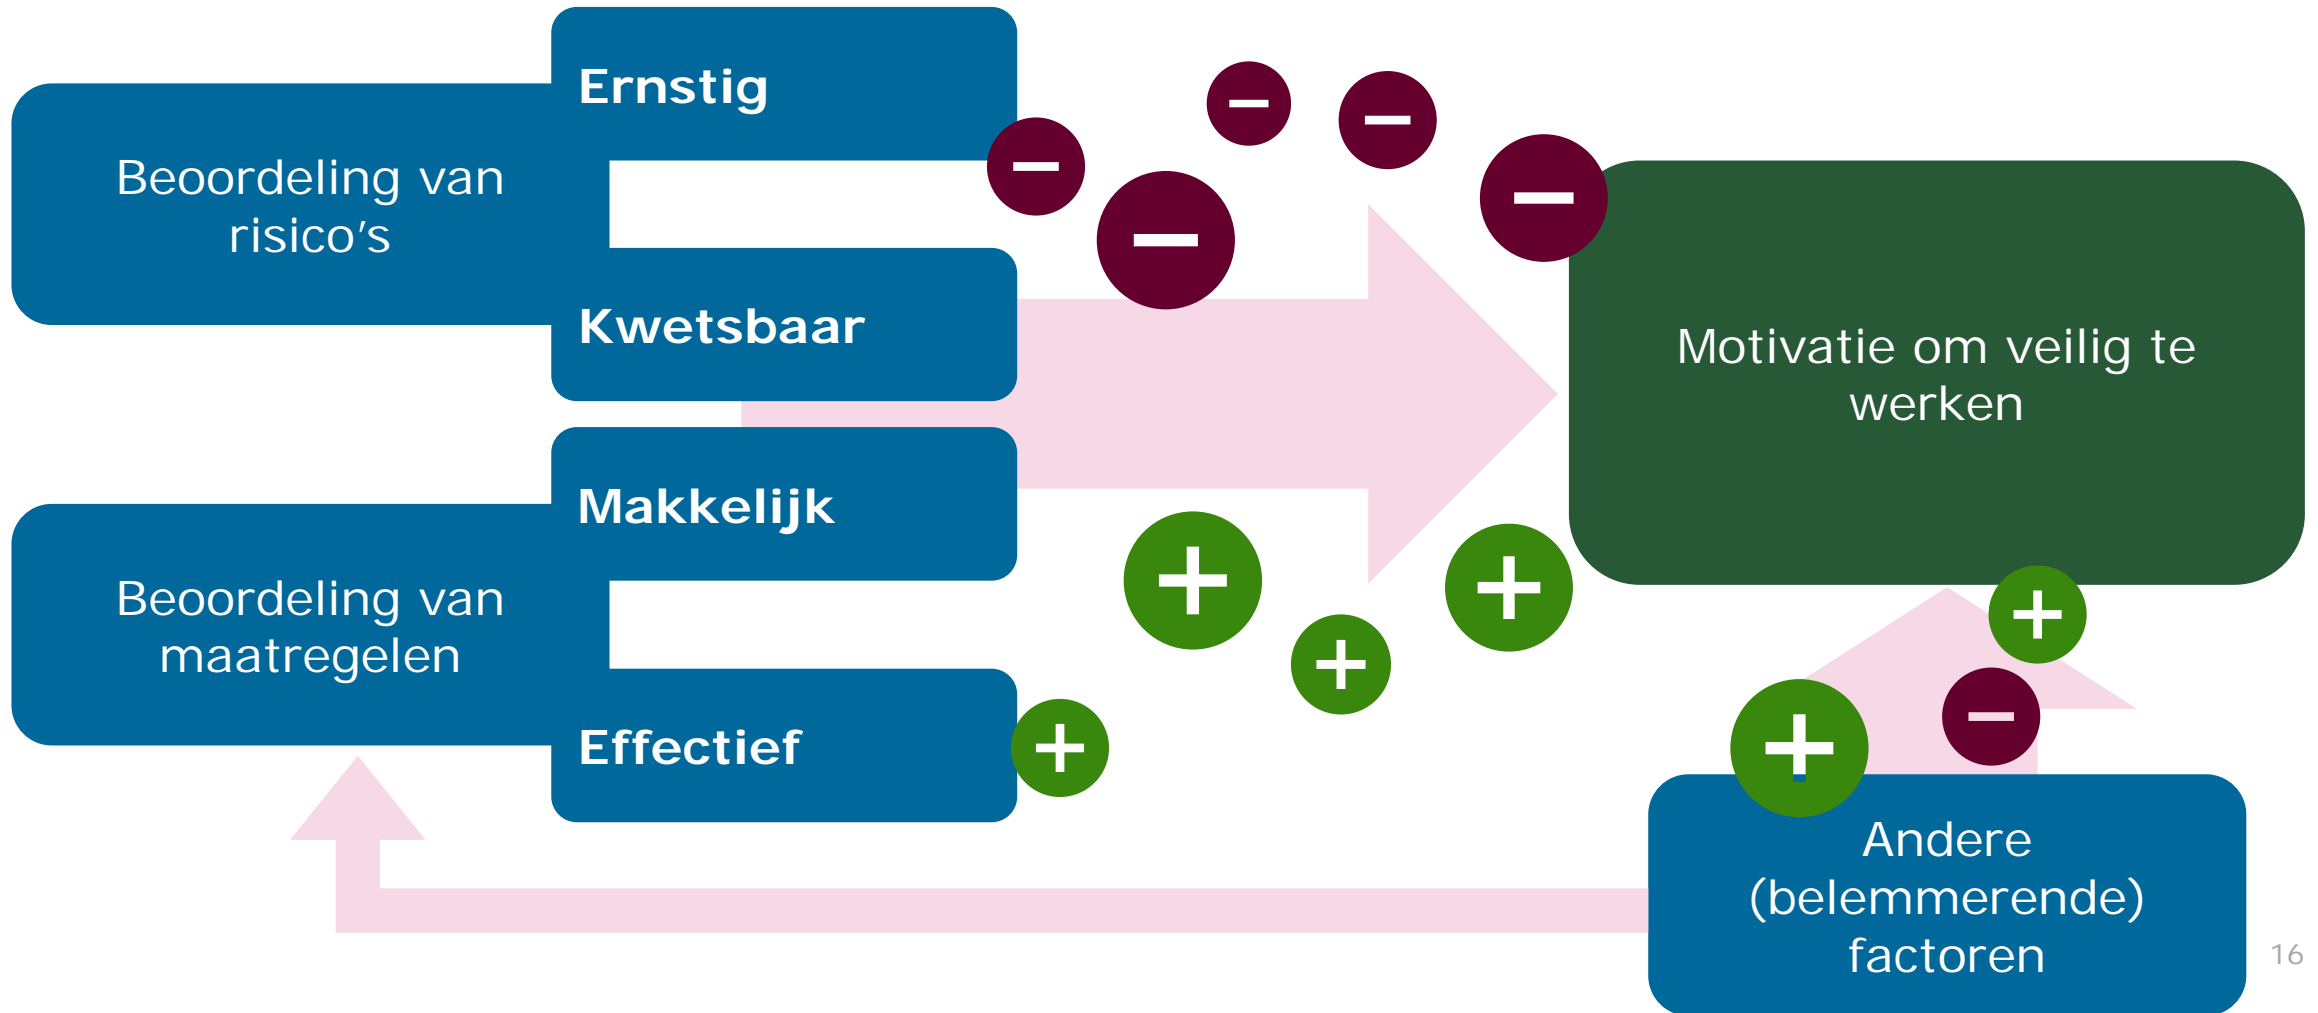 Ernstig
Beoordeling van
risico’s
Kwetsbaar
Motivatie om veilig te
werken
Makkelijk
Beoordeling van
maatregelen
Effectief
Andere
(belemmerende)
factoren
16